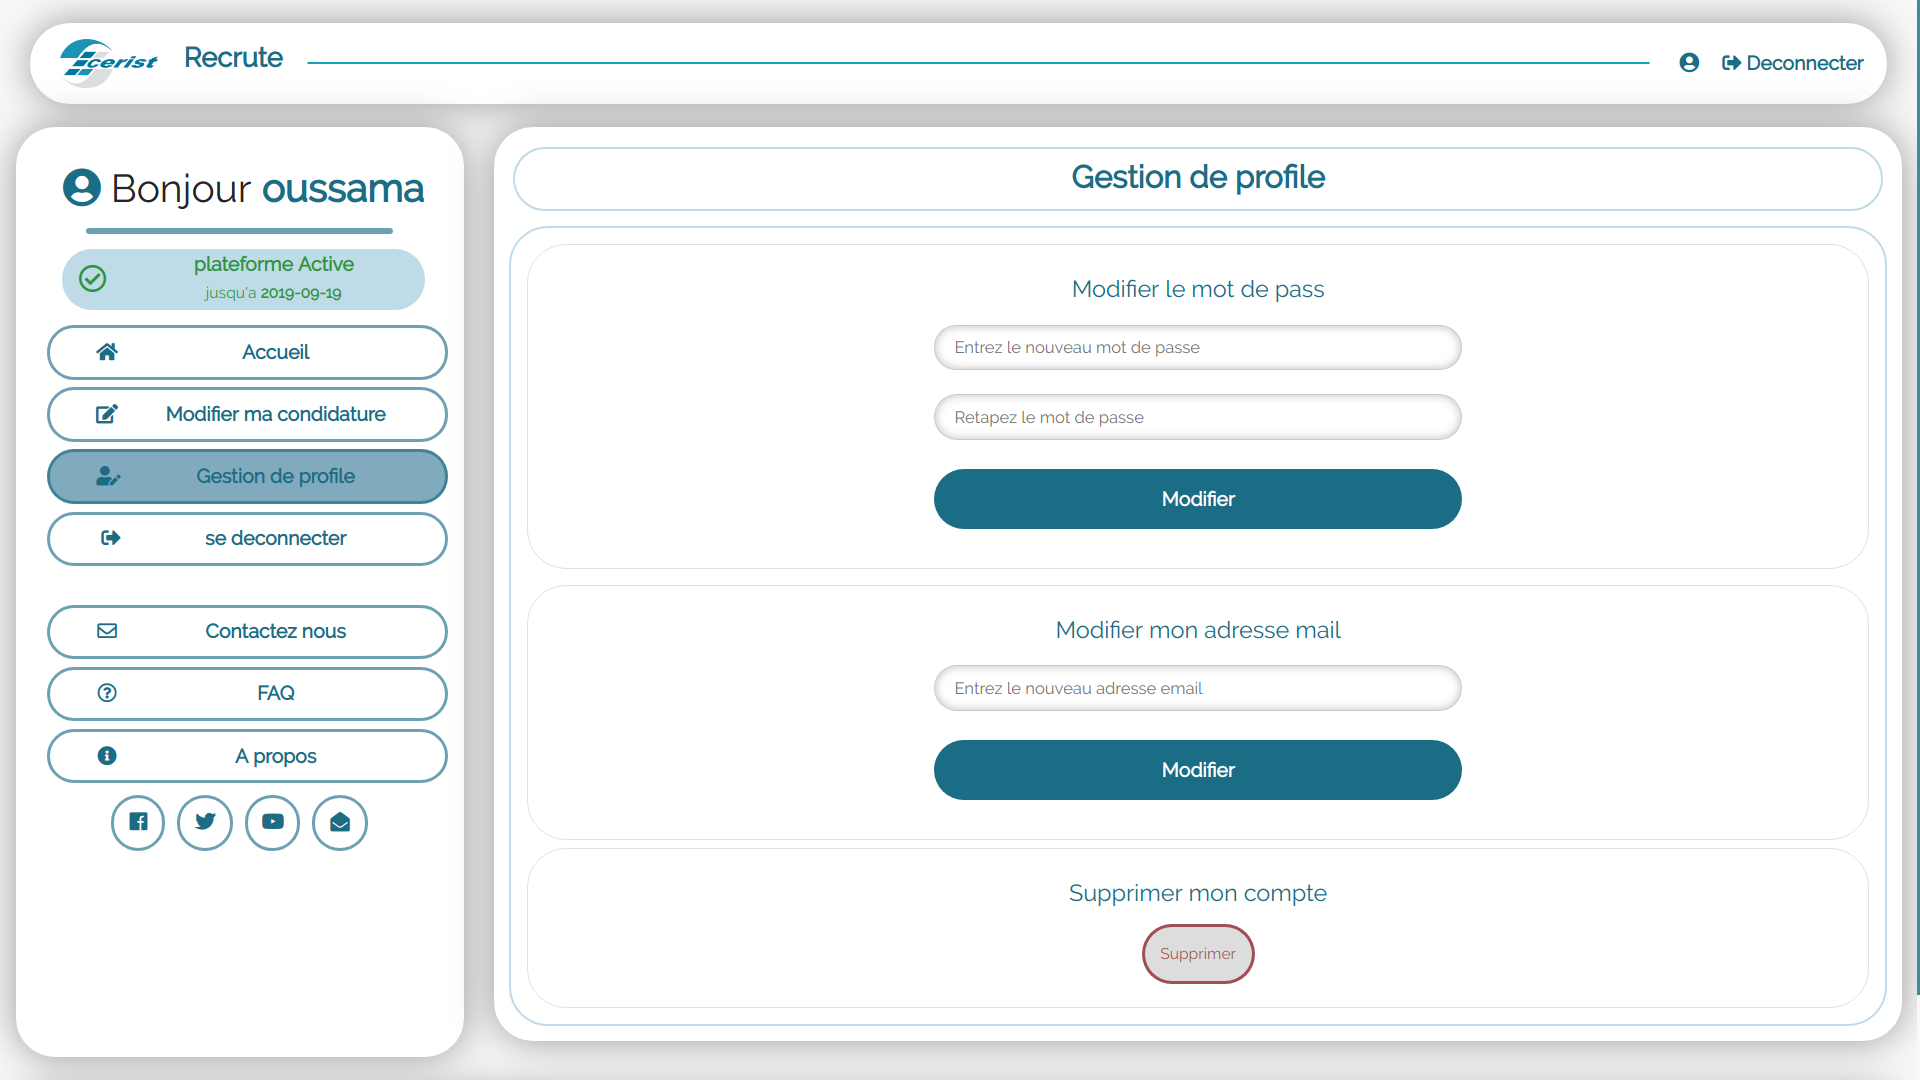 cerist
Recrute
Deconnecter
Bonjour oussama
plateforme Active
jusqu'a 2019-09-19
Accueil
Modifier ma condidature
Gestion de profile
se deconnecter
Contactez nous
FAQ
A propos
Gestion de profile
Modifier le mot de pass
Entrez le nouveau mot de passe
Retapez le mot de passe
Modifier
Modifier mon adresse mail
Entrez le nouveau adresse email
Modifier
Supprimer mon compte
Supprimer